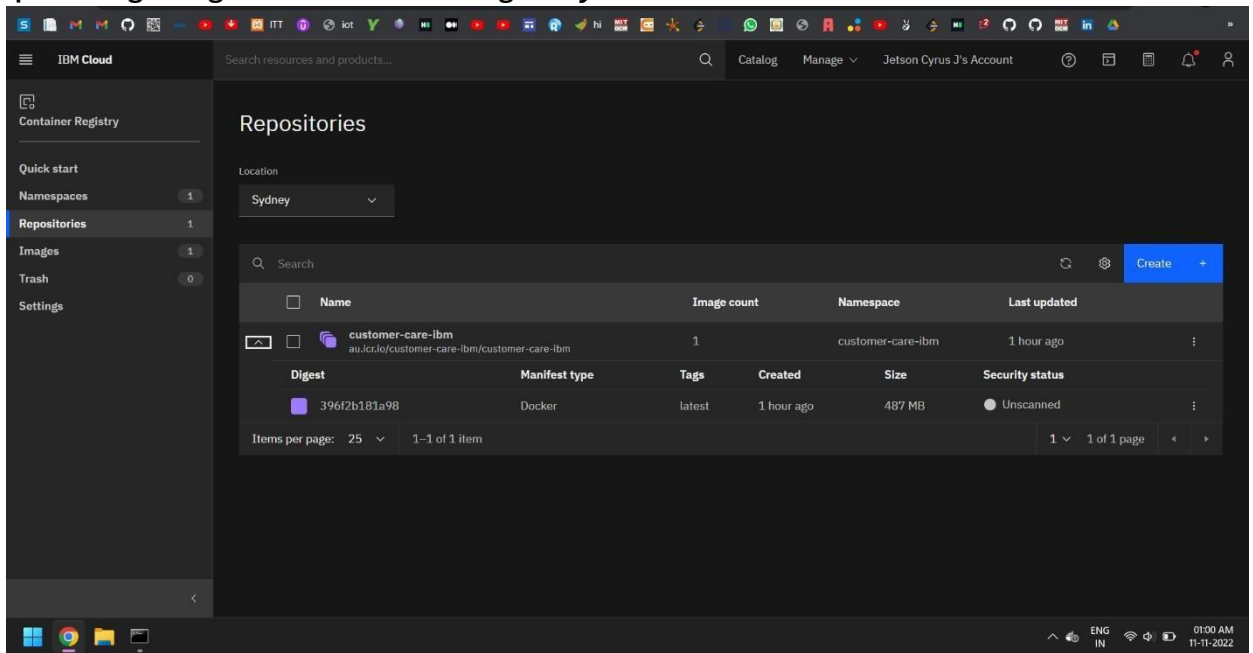 ITT iot hi
IBM Cloud Search resources and products... Catalog Manage Jetson Cyrus J's Account
Container Registry
Quick start
Namespaces 1
Repositories 1
Images 1
Trash 0
Settings
Repositories
Location
Sydney
Search Create +
Name Image count Namespace Last updated
customer-care-ibm 1 customer-care-ibm 1 hour ago
au.icr.io/customer-care-ibm/customer-care-ibm
Digest Manifest type Tags Created Size Security status
396f2b181a98 Docker latest 1 hour ago 487 MB Unscanned
Items per page: 25 1–1 of 1 item 1 1 of 1 page
ENG 01:00 AM
IN 11-11-2022